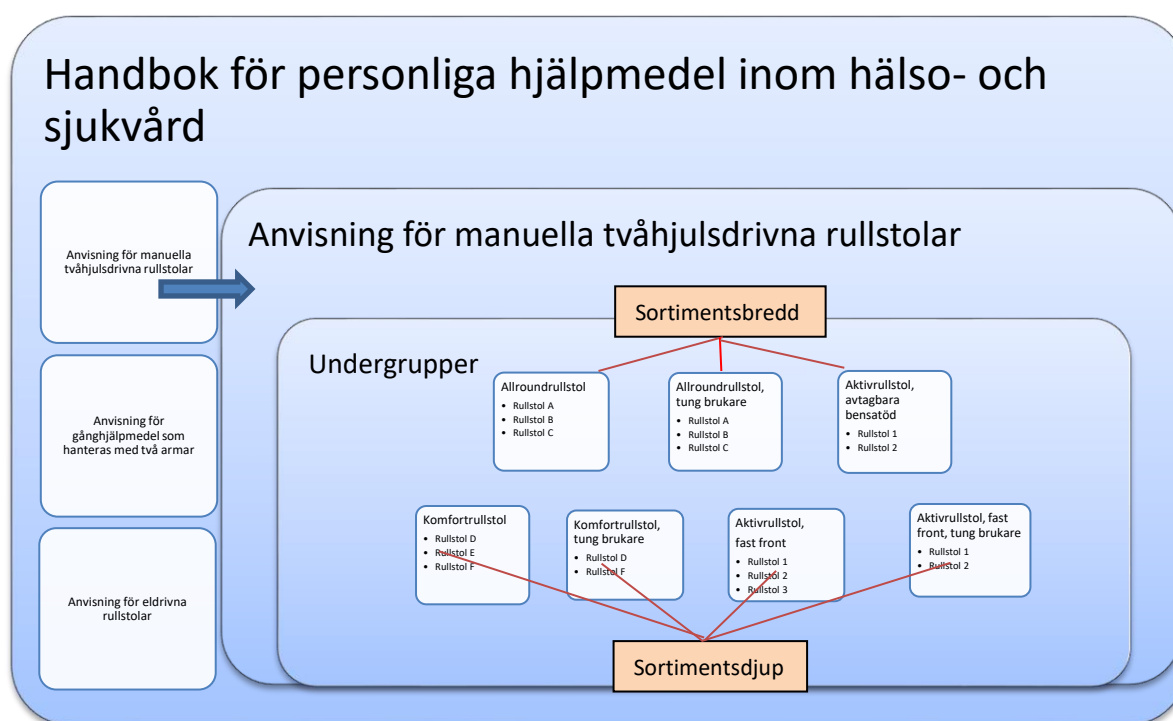 Handbok för personliga hjälpmedel inom hälso- och
sjukvård
Anvisning för manuella
tvåhjulsdrivna rullstolar
Anvisning för
gånghjälpmedel som
hanteras med två armar
Anvisning för eldrivna
rullstolar
Anvisning för manuella tvåhjulsdrivna rullstolar
Sortimentsbredd
Undergrupper
Allroundrullstol
• Rullstol A
• Rullstol B
• Rullstol C
Allroundrullstol,
tung brukare
• Rullstol A
• Rullstol B
• Rullstol C
Aktivrullstol,
avtagbara
bensatöd
• Rullstol 1
• Rullstol 2
Komfortrullstol
• Rullstol D
• Rullstol E
• Rullstol F
Komfortrullstol,
tung brukare
• Rullstol D
• Rullstol F
Aktivrullstol,
fast front
• Rullstol 1
• Rullstol 2
• Rullstol 3
Aktivrullstol, fast
front, tung brukare
• Rullstol 1
• Rullstol 2
Sortimentsdjup